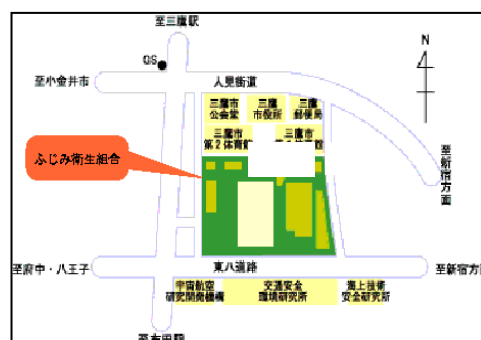 至三鷹駅
GS
N
至小金井市
人見街道
三鷹市
公会堂
三鷹
市役所
三鷹
郵便局
三鷹市
第2体育館
三鷹市
体育館
至新宿方面
ふじみ衛生組合
東八道路
至府中・八王子
至新宿方面
宇宙航空
研究開発機構
交通安全
環境研究所
海上技術
安全研究所